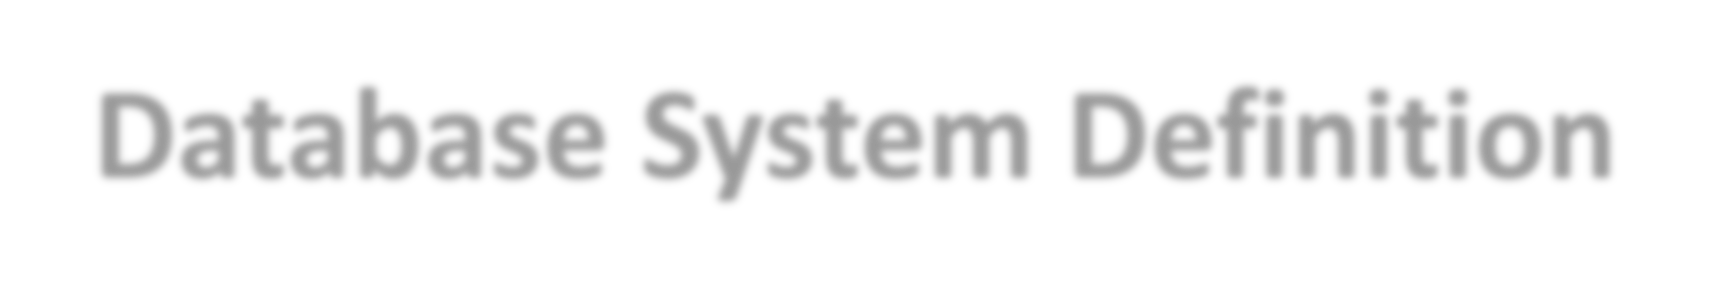 Database System Definition